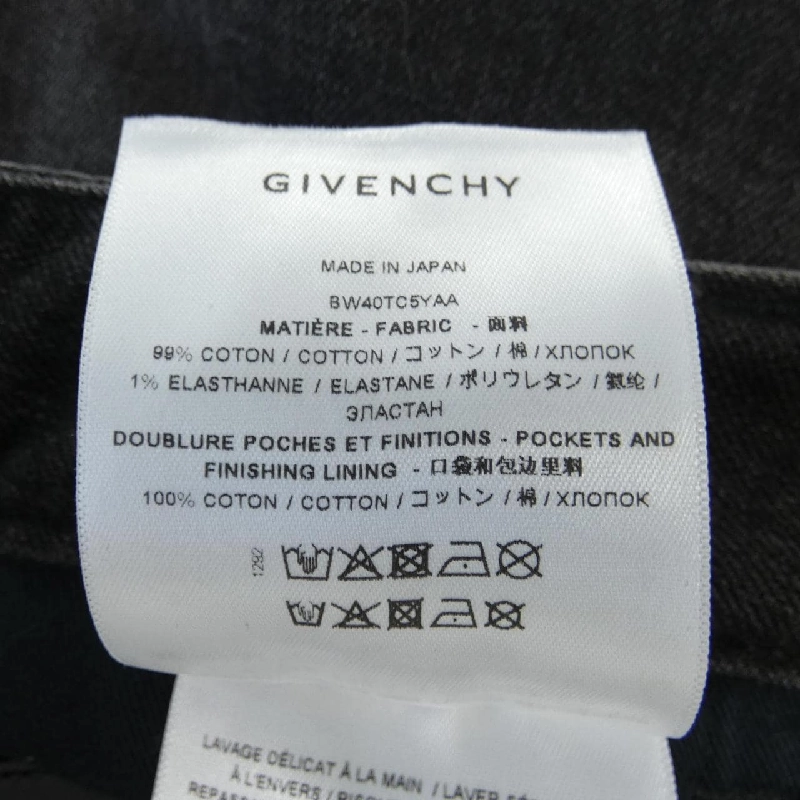 GIVENCHY
MADE IN JAPAN
BW40TC5YAA
MATIÈRE - FABRIC - 面料
99% COTON / COTTON / コットン / 棉 / ХЛОПОК
1% ELASTHANNE / ELASTANE / ポリウレタン / 氨纶 /
ЭЛАСТАН
DOUBLURE POCHES ET FINITIONS - POCKETS AND
FINISHING LINING - 口袋和包边里料
100% COTON / COTTON / コットン / 棉 / ХЛОПОК
1292
LAVAGE DÉLICAT À LA MAIN / LAVER
À L'ENVERS